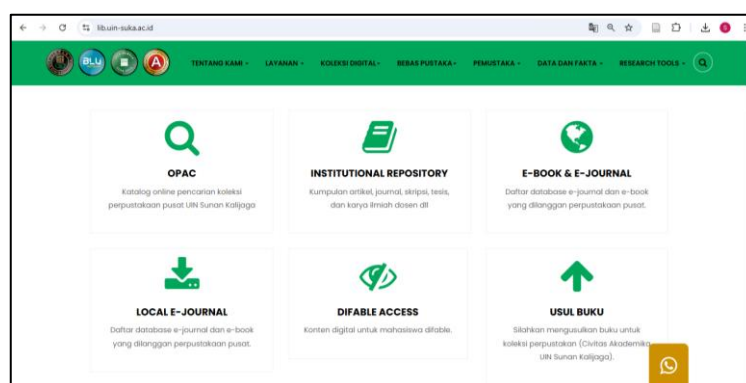 lib.uin-suka.ac.id
BLU
A
TENTANG KAMI
LAYANAN
KOLEKSI DIGITAL
BEBAS PUSTAKA
PEMUSTAKA
DATA DAN FAKTA
RESEARCH TOOLS
OPAC
Katalog online pencarian koleksi
perpustakaan pusat UIN Sunan Kalijaga
INSTITUTIONAL REPOSITORY
Kumpulan artikel, journal, skripsi, tesis,
dan karya ilmiah dosen dll
E-BOOK & E-JOURNAL
Daftar database e-journal dan e-book
yang dilanggan perpustakaan pusat.
LOCAL E-JOURNAL
Daftar database e-journal dan e-book
yang dilanggan perpustakaan pusat.
DIFABLE ACCESS
Konten digital untuk mahasiswa difable.
USUL BUKU
Silahkan mengusulkan buku untuk
koleksi perpustakan (Civitas Akademika
UIN Sunan Kalijaga).